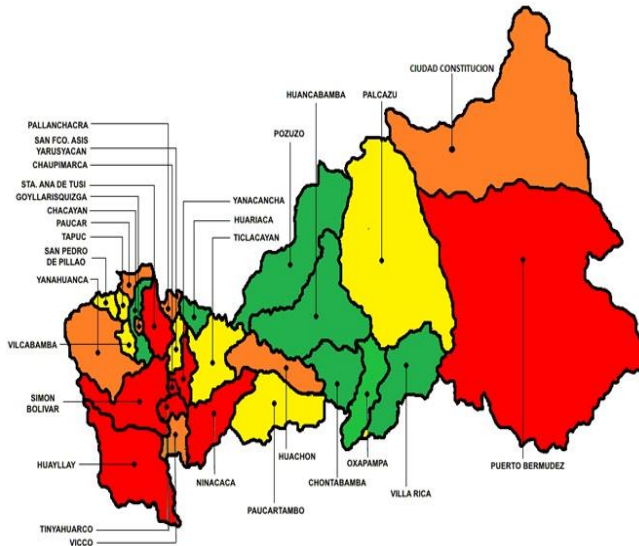 CIUDAD CONSTITUCION
HUANCABAMBA
PALCAZU
PALLANCHACRA
SAN FCO. ASIS
YARUSYACAN
POZUZO
CHAUPIMARCA
STA. ANA DE TUSI
YANACANCHA
GOYLLARISQUIZGA
CHACAYAN
HUARIACA
PAUCAR
TAPUC
TICLACAYAN
SAN PEDRO
DE PILLAO
YANAHUANCA
VILCABAMBA
SIMON
BOLIVAR
HUAYLLAY
HUACHON
OXAPAMPA
PUERTO BERMUDEZ
NINACACA
CHONTABAMBA
VILLA RICA
PAUCARTAMBO
TINYAHUARCO
VICCO